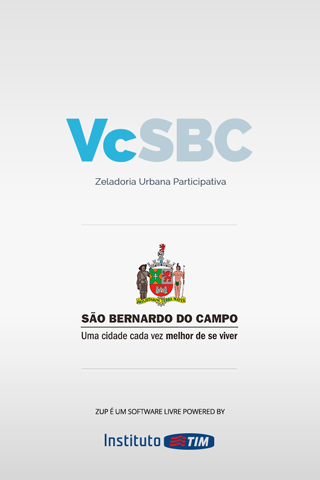 VcSBC
Zeladoria Urbana Participativa
SÃO BERNARDO DO CAMPO
Uma cidade cada vez melhor de se viver
ZUP É UM SOFTWARE LIVRE POWERED BY
Instituto TIM